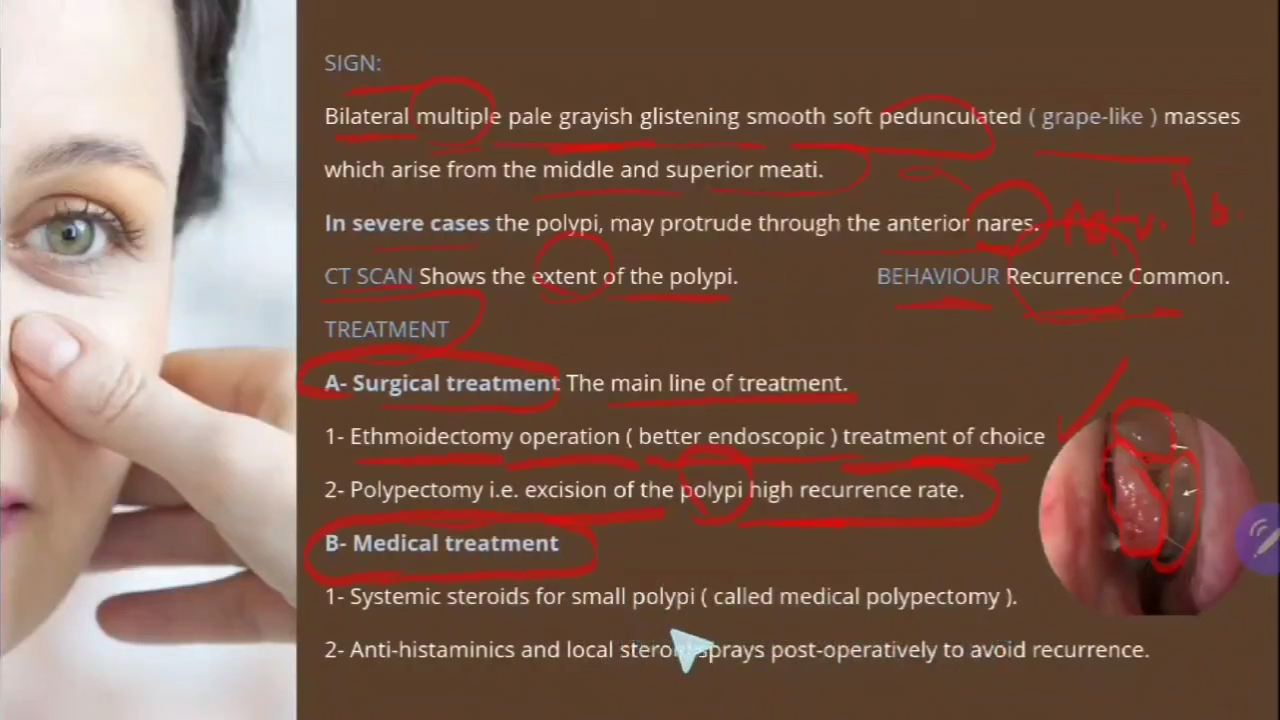 SIGN:
Bilateral multiple pale grayish glistening smooth soft pedunculated ( grape-like ) masses
which arise from the middle and superior meati.
In severe cases the polypi, may protrude through the anterior nares.
CT SCAN Shows the extent of the polypi. BEHAVIOUR Recurrence Common.
TREATMENT
A- Surgical treatment The main line of treatment.
1- Ethmoidectomy operation ( better endoscopic ) treatment of choice
2- Polypectomy i.e. excision of the polypi high recurrence rate.
B- Medical treatment
1- Systemic steroids for small polypi ( called medical polypectomy ).
2- Anti-histaminics and local steroid sprays post-operatively to avoid recurrence.